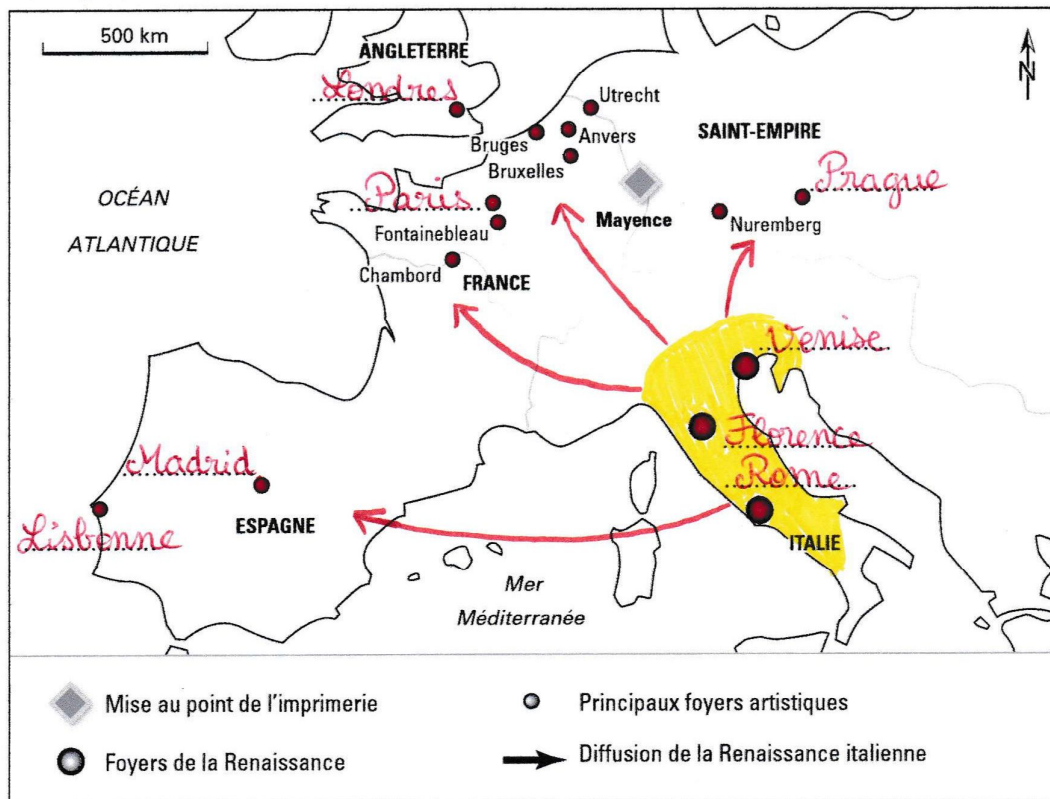 500 km
ANGLETERRE
N
Londres
Utrecht
SAINT-EMPIRE
Bruges
Anvers
Bruxelles
Prague
OCÉAN
ATLANTIQUE
Paris
Mayence
Nuremberg
Fontainebleau
Chambord
FRANCE
Venise
Florence
Madrid
Rome
Lisbonne
ESPAGNE
ITALIE
Mer
Méditerranée
Mise au point de l'imprimerie
Principaux foyers artistiques
Foyers de la Renaissance
Diffusion de la Renaissance italienne